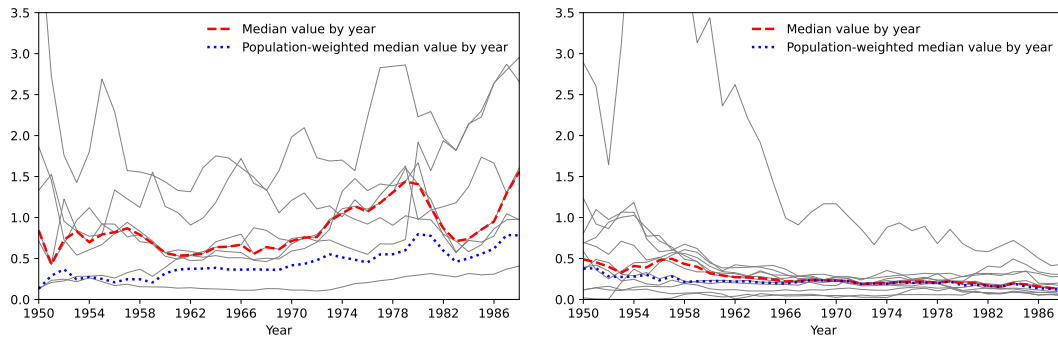 3.5
3.0
2.5
2.0
1.5
1.0
0.5
0.0
1950 1954 1958 1962 1966 1970 1974 1978 1982 1986
Year
Median value by year
Population-weighted median value by year
3.5
3.0
2.5
2.0
1.5
1.0
0.5
0.0
1950 1954 1958 1962 1966 1970 1974 1978 1982 1986
Year
Median value by year
Population-weighted median value by year